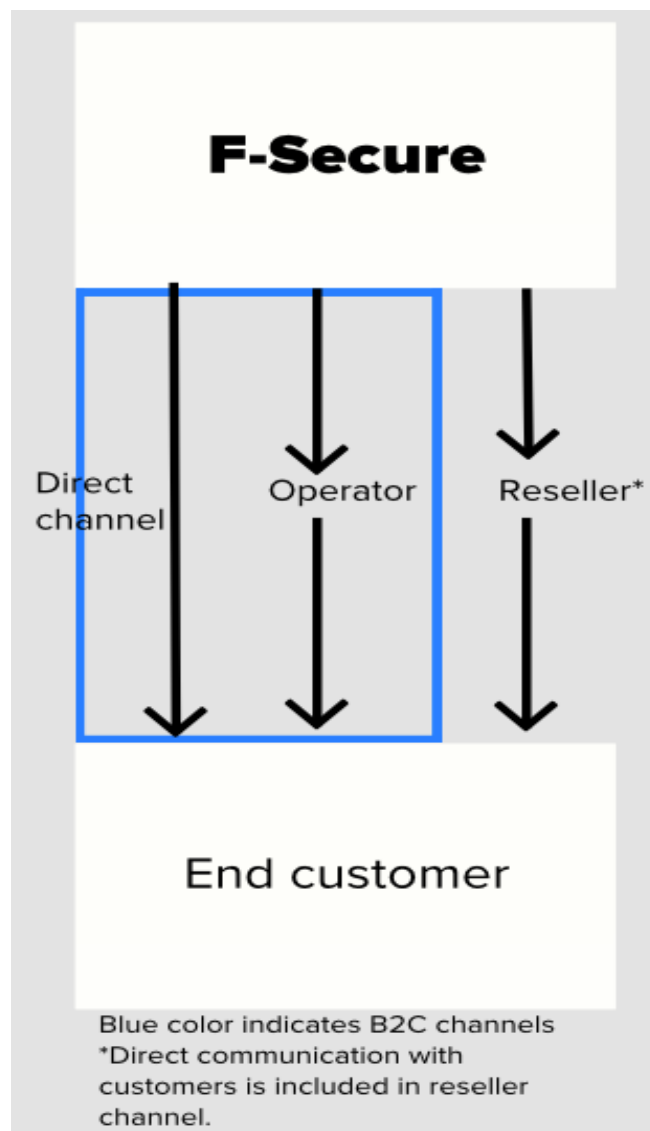 F-Secure
Direct
channel
Operator
Reseller*
End customer
Blue color indicates B2C channels
*Direct communication with
customers is included in reseller
channel.